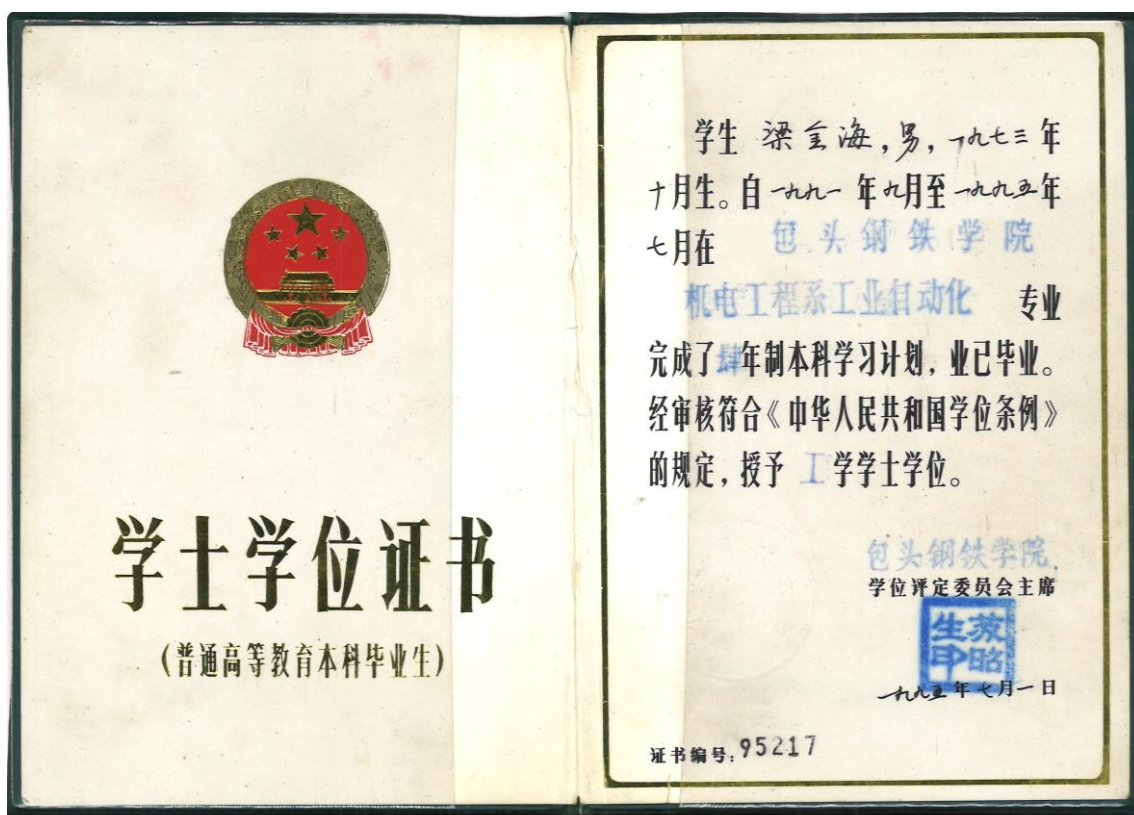 学士学位证书
(普通高等教育本科毕业生)
学生 梁金海,男,一九七三年
十月生。自一九九一年九月至一九九五年
七月在 包头钢铁学院
机电工程系工业自动化 专业
完成了肆年制本科学习计划,业已毕业。
经审核符合《中华人民共和国学位条例》
的规定,授予 工学学士学位。
包头钢铁学院
学位评定委员会主席
一九九五年七月一日
证书编号:95217